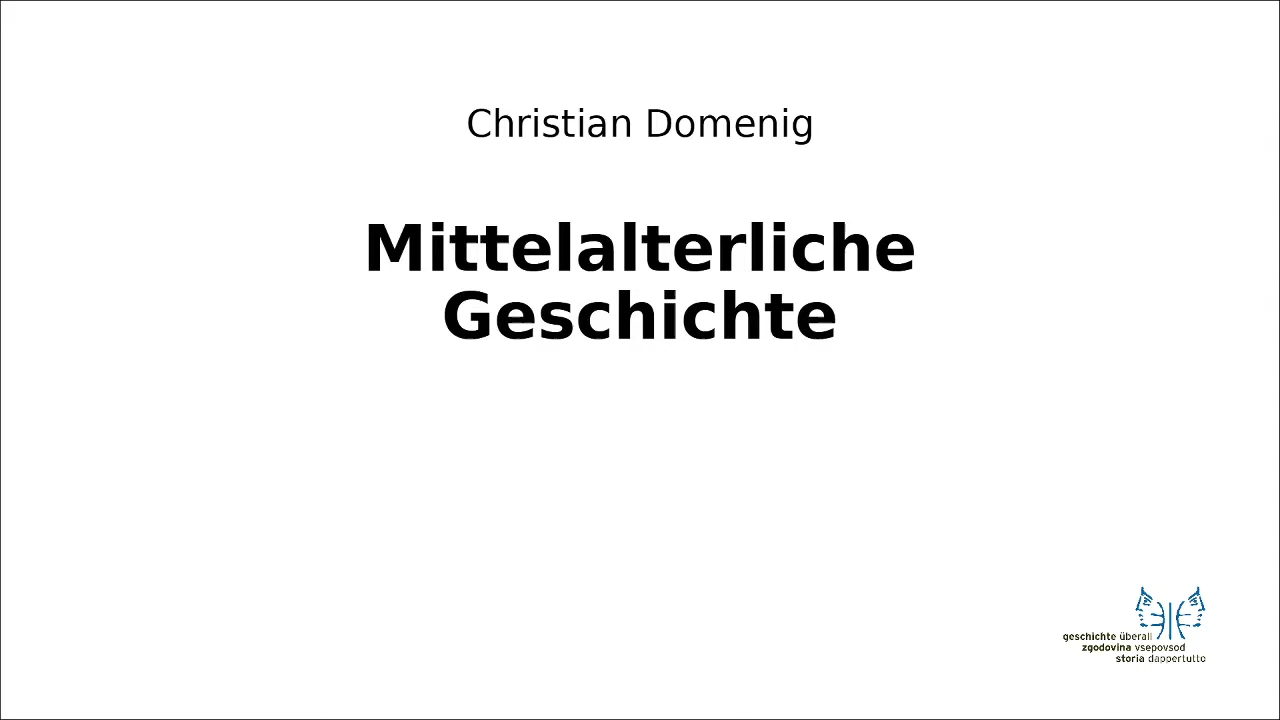 Christian Domenig
Mittelalterliche
Geschichte
geschichte überall
zgodovina vsepovsod
storia dappertutto